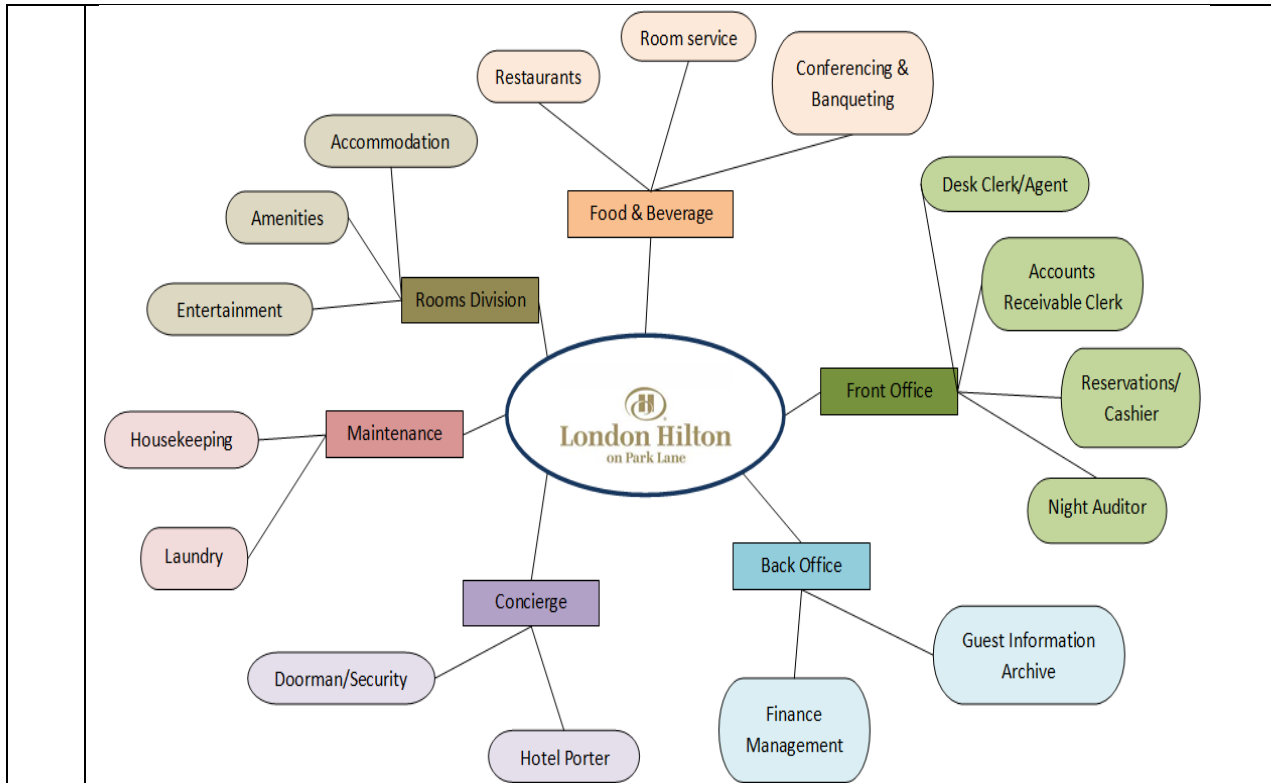 Room service
Restaurants
Conferencing &
Banqueting
Accommodation
Desk Clerk/Agent
Amenities
Food & Beverage
Accounts
Receivable Clerk
Entertainment
Rooms Division
Front Office
Reservations/
Cashier
London Hilton
on Park Lane
Housekeeping
Maintenance
Night Auditor
Laundry
Back Office
Concierge
Guest Information
Archive
Doorman/Security
Finance
Management
Hotel Porter